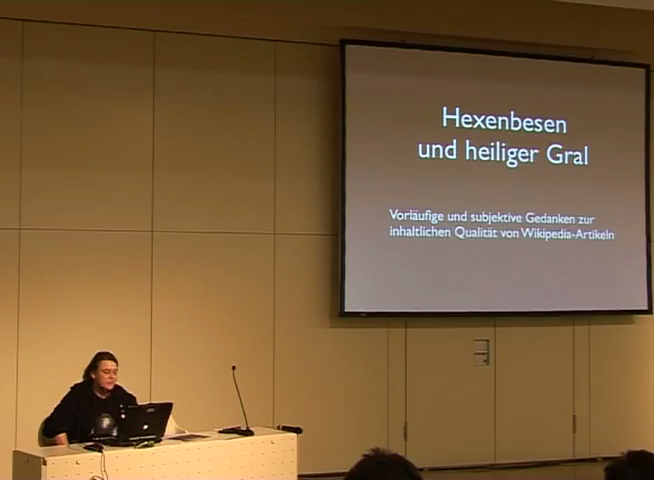 Hexenbesen
und heiliger Gral
Vorläufige und subjektive Gedanken zur
inhaltlichen Qualität von Wikipedia-Artikeln